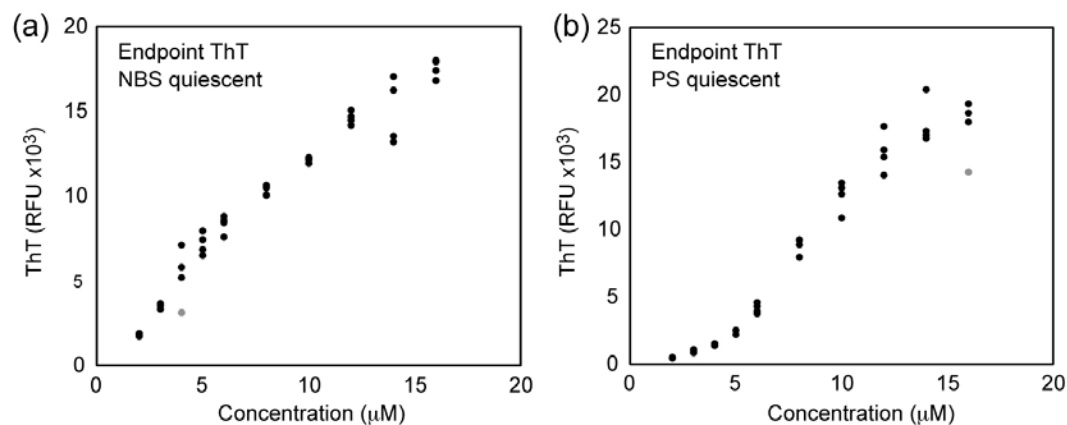 (a)
Endpoint ThT
NBS quiescent
ThT (RFU x10³)
20
15
10
5
0
0 5 10 15 20
Concentration (μM)
(b)
Endpoint ThT
PS quiescent
ThT (RFU x10³)
25
20
15
10
5
0
0 5 10 15 20
Concentration (μM)